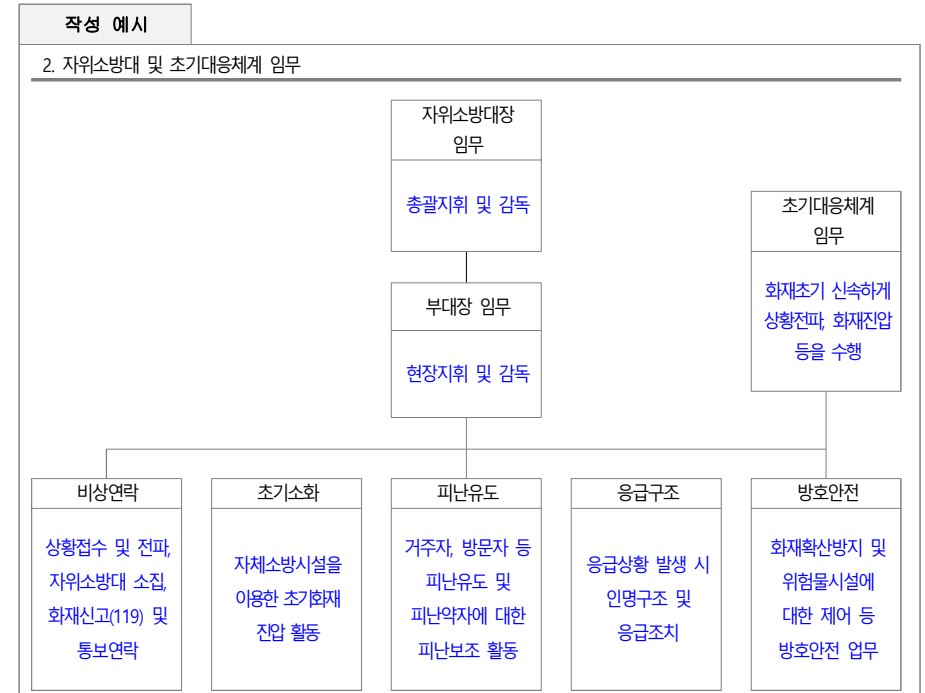 작성 예시
2. 자위소방대 및 초기대응체계 임무
자위소방대장
임무
총괄지휘 및 감독
초기대응체계
임무
화재초기 신속하게
상황전파, 화재진압
등을 수행
부대장 임무
현장지휘 및 감독
비상연락
상황접수 및 전파,
자위소방대 소집,
화재신고(119) 및
통보연락
초기소화
자체소방시설을
이용한 초기화재
진압 활동
피난유도
거주자, 방문자 등
피난유도 및
피난약자에 대한
피난보조 활동
응급구조
응급상황 발생 시
인명구조 및
응급조치
방호안전
화재확산방지 및
위험물시설에
대한 제어 등
방호안전 업무